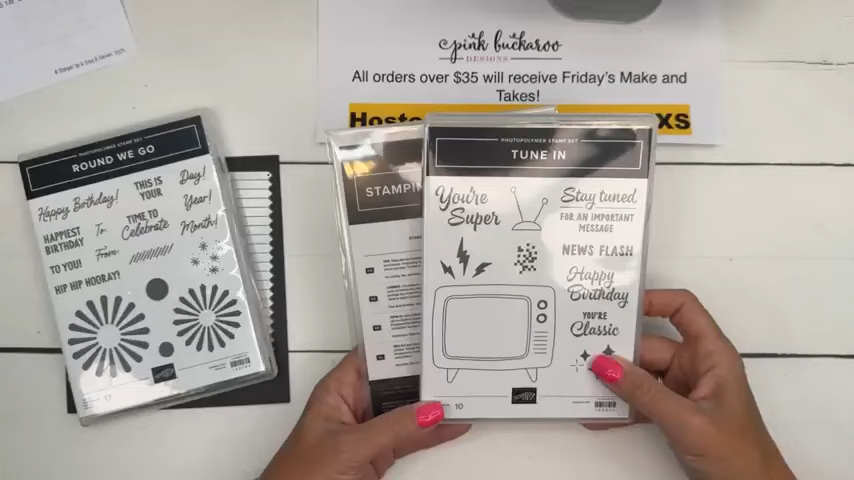 pink buckaroo
DESIGNS
All orders over $35 will receive Friday's Make and
Takes!
Hoste
XS
PHOTOPOLYMER STAMP SET
ROUND WE GO
Happy Birthday!
THIS IS
YOUR
Day!
Year!
Month!
HAPPIEST
BIRTHDAY
TO YOU!
To
From
TIME TO
Celebrate
HIP HIP HOORAY!
17
STAMPIN
PHOTOPOLYMER STAMP SET
TUNE IN
You're
Super
Stay tuned
FOR AN IMPORTANT
MESSAGE
NEWS FLASH
Happy
Birthday
YOU'RE
Classic
10